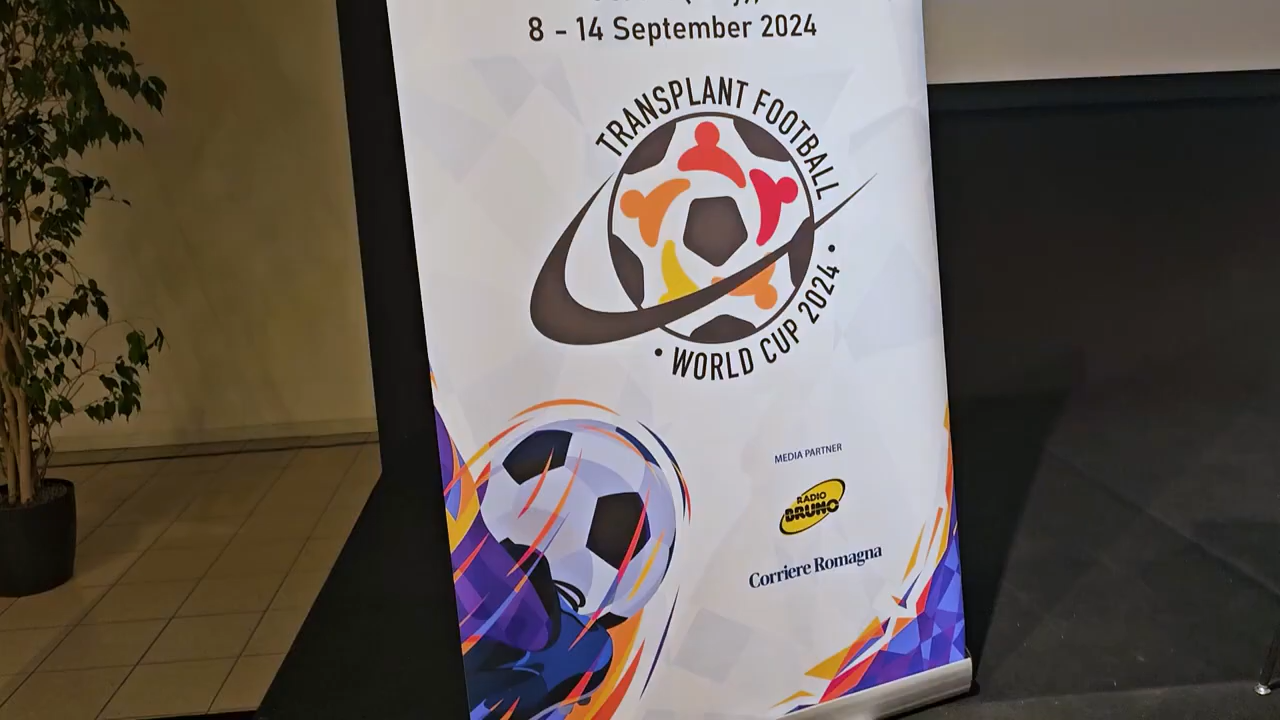 8 - 14 September 2024
TRANSPLANT FOOTBALL
• WORLD CUP 2024 •
MEDIA PARTNER
RADIO
BRUNO
Corriere Romagna